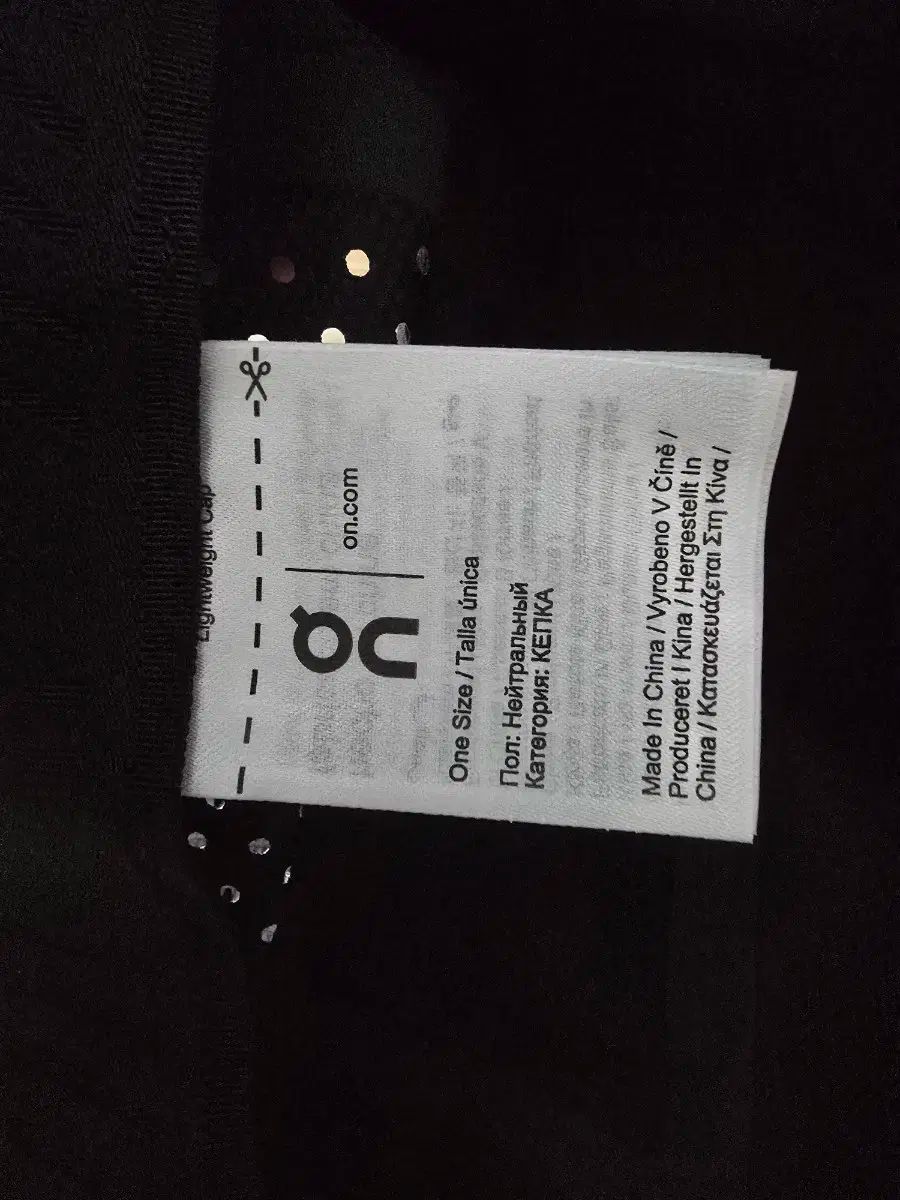 Lightweight Cap
on
on.com
One Size / Talla única
Пол: Нейтральный
Категория: КЕПКА
Made In China / Vyrobeno V Číně /
Produceret I Kina / Hergestellt In
China / Κατασκευάζεται Στη Κίνα /